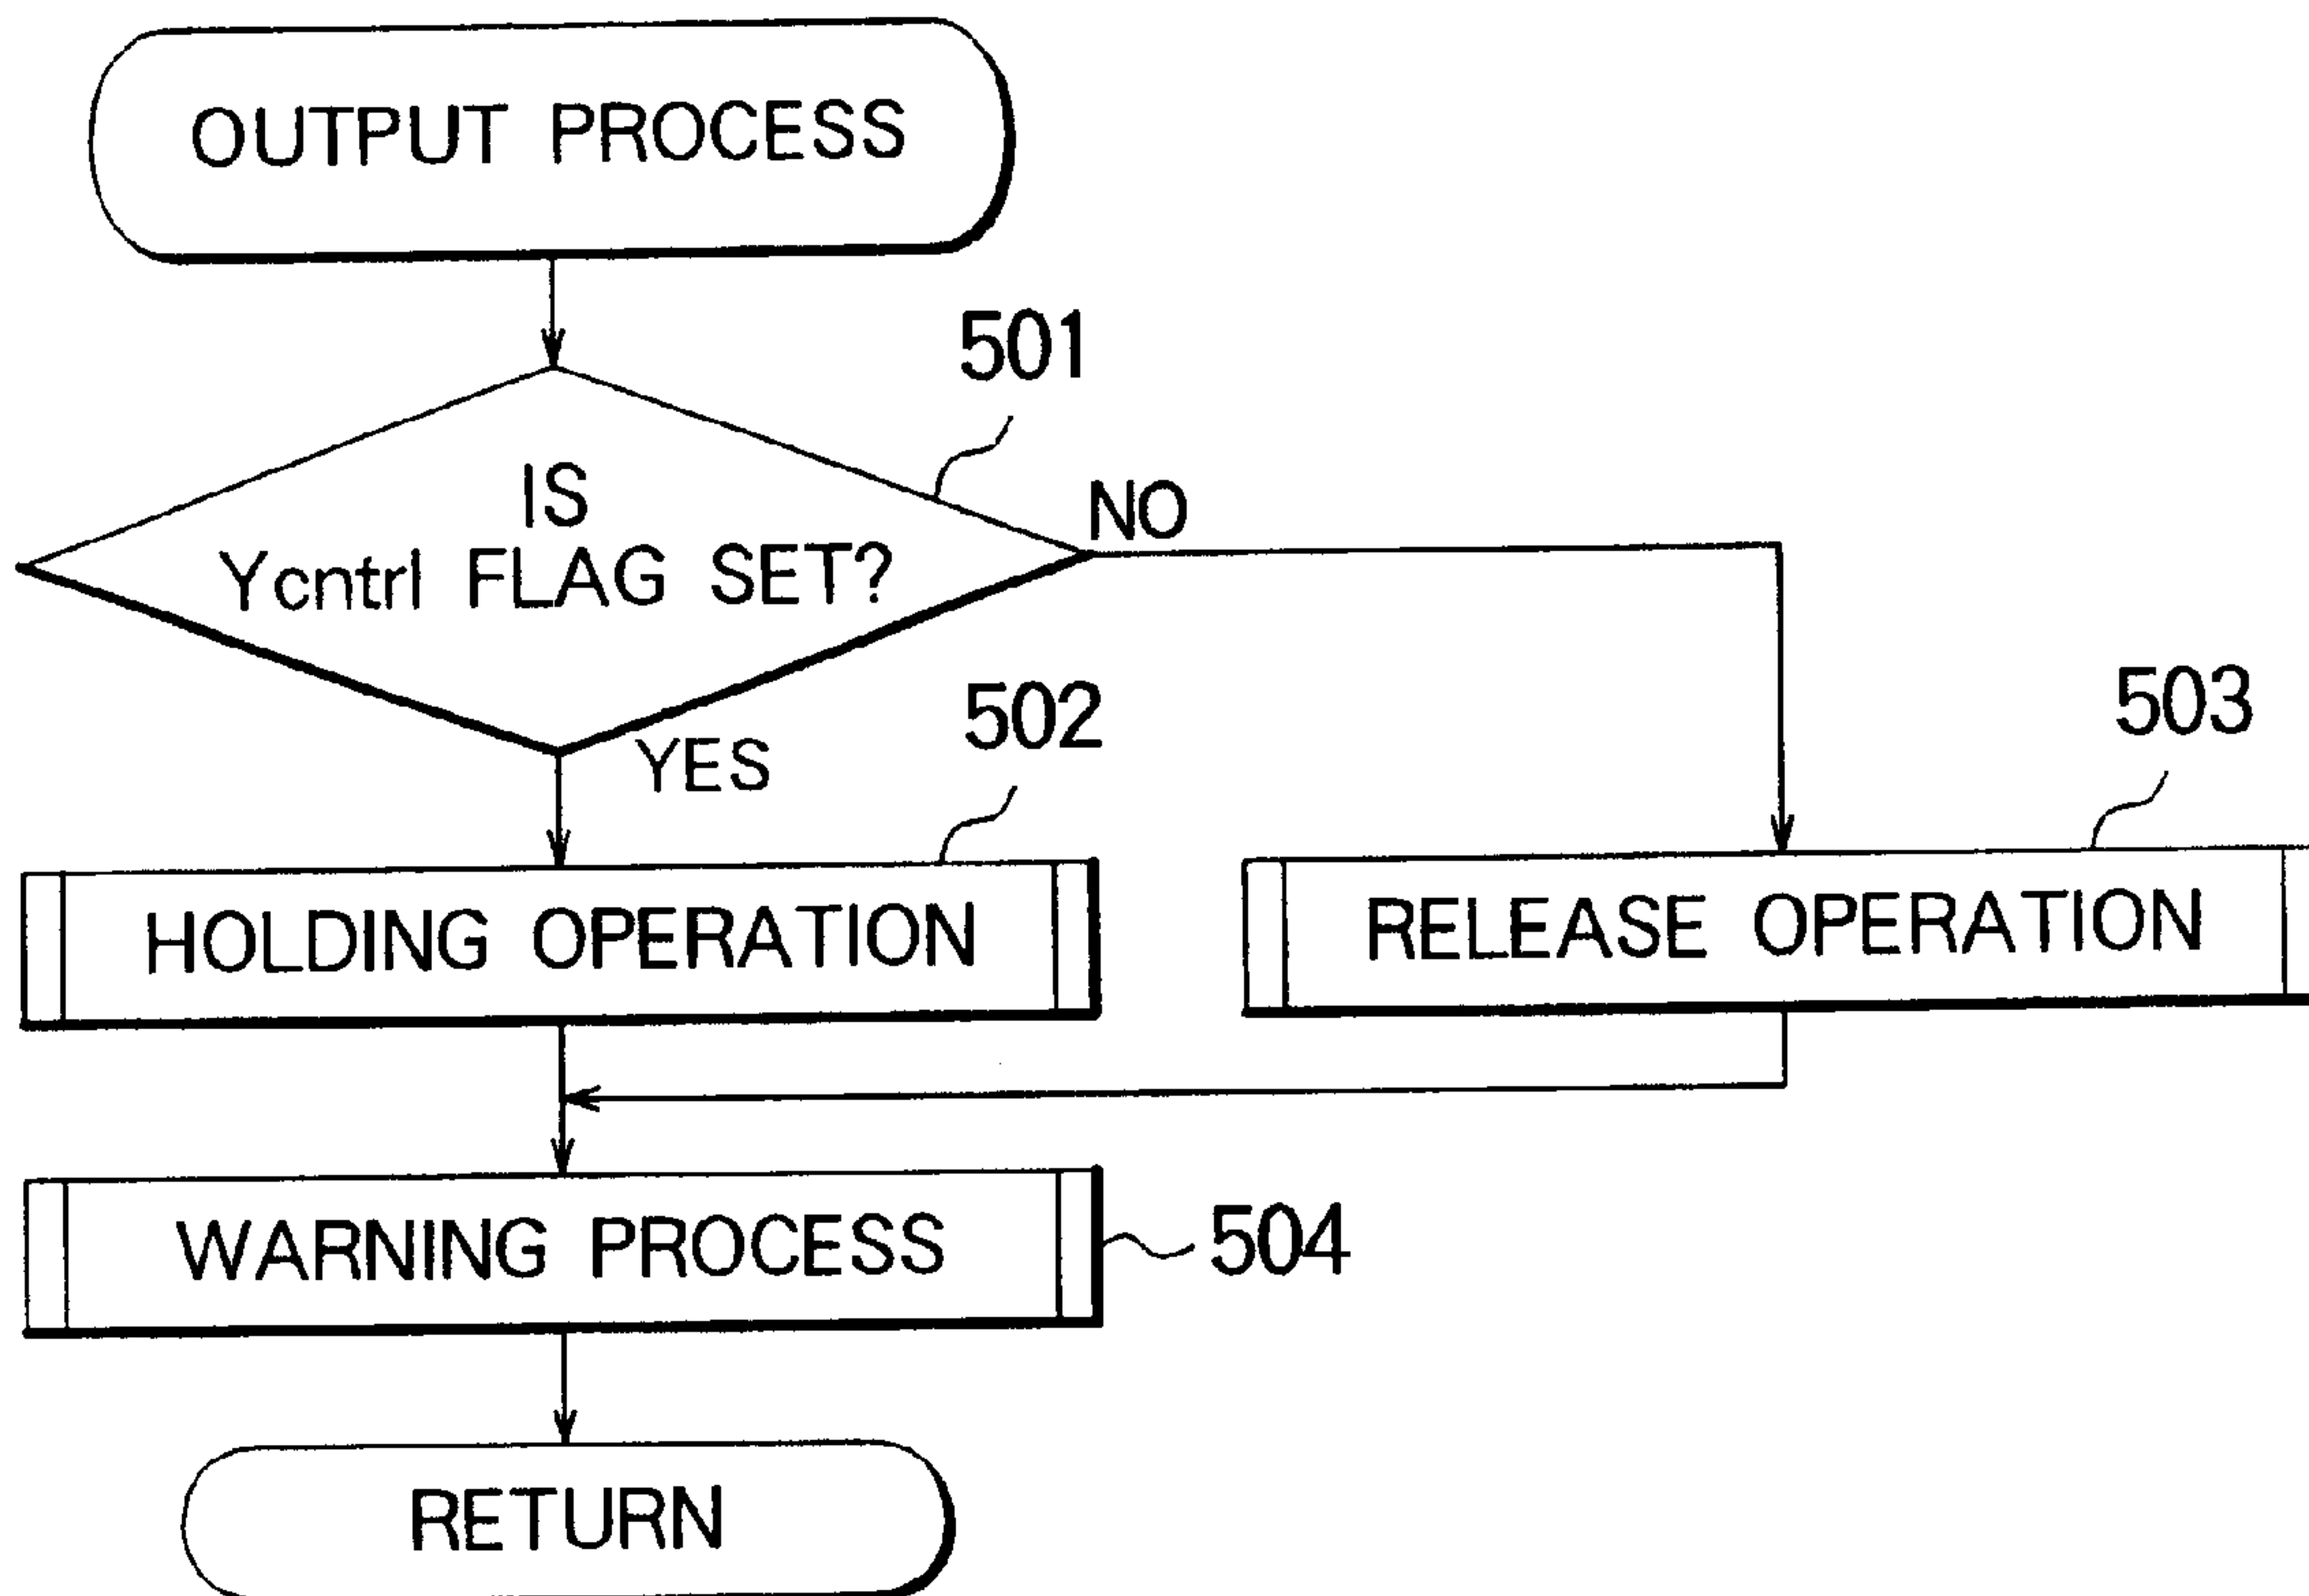 OUTPUT PROCESS
501
IS
Ycntrl FLAG SET?
NO
YES
502
503
HOLDING OPERATION
RELEASE OPERATION
WARNING PROCESS
504
RETURN